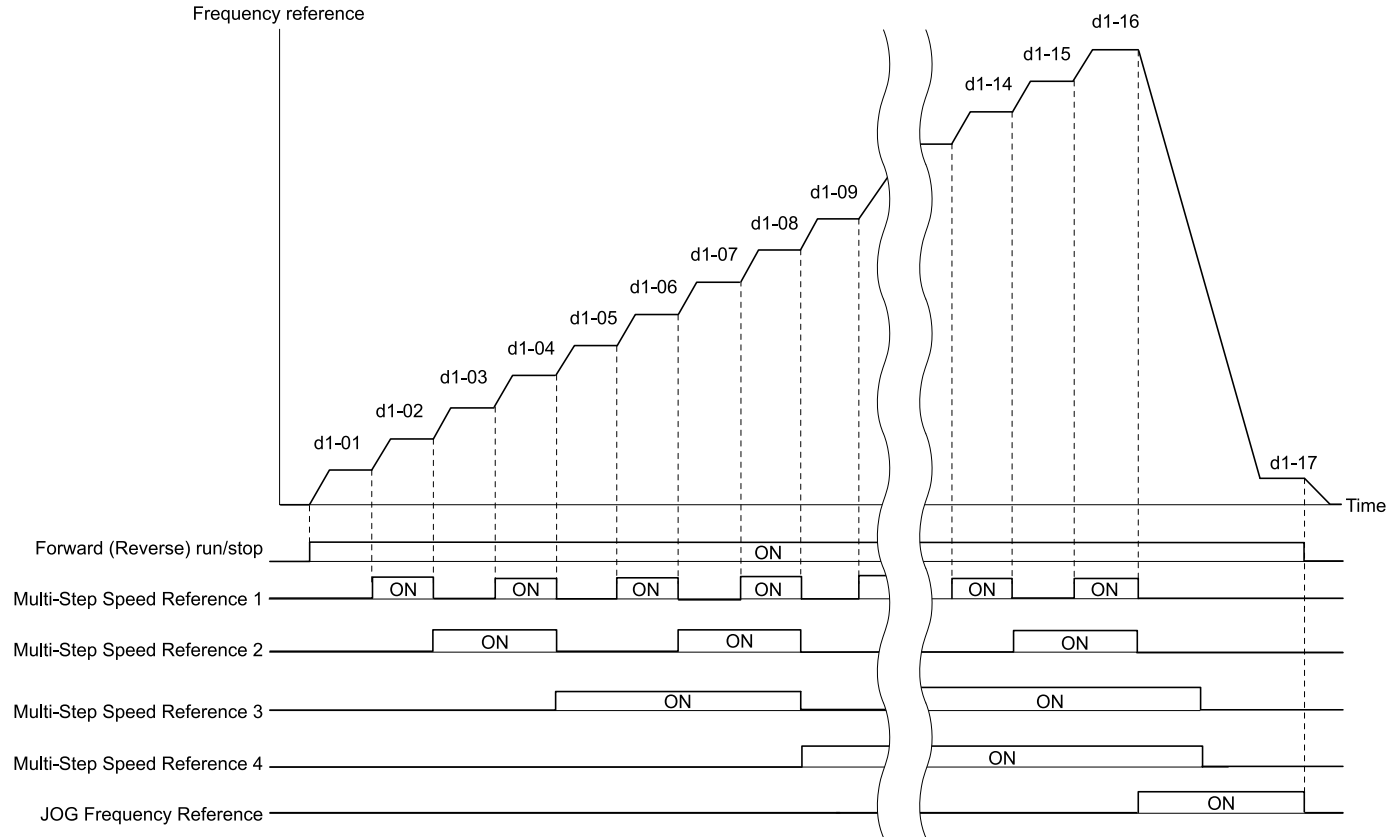 Frequency reference
d1-01
d1-02
d1-03
d1-04
d1-05
d1-06
d1-07
d1-08
d1-09
d1-14
d1-15
d1-16
d1-17
Time
Forward (Reverse) run/stop
ON
Multi-Step Speed Reference 1
ON ON ON ON ON ON
Multi-Step Speed Reference 2
ON ON ON
Multi-Step Speed Reference 3
ON ON
Multi-Step Speed Reference 4
ON
JOG Frequency Reference
ON